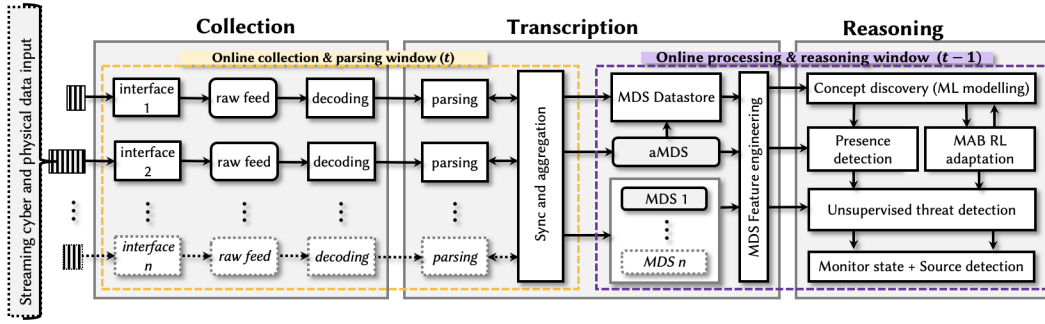 Collection
Transcription
Reasoning
Streaming cyber and physical data input
Online collection & parsing window (t)
Online processing & reasoning window (t − 1)
interface
1
raw feed
decoding
parsing
interface
2
raw feed
decoding
parsing
interface
n
raw feed
decoding
parsing
Sync and aggregation
MDS Datastore
aMDS
MDS 1
MDS n
MDS Feature engineering
Concept discovery (ML modelling)
Presence
detection
MAB RL
adaptation
Unsupervised threat detection
Monitor state + Source detection